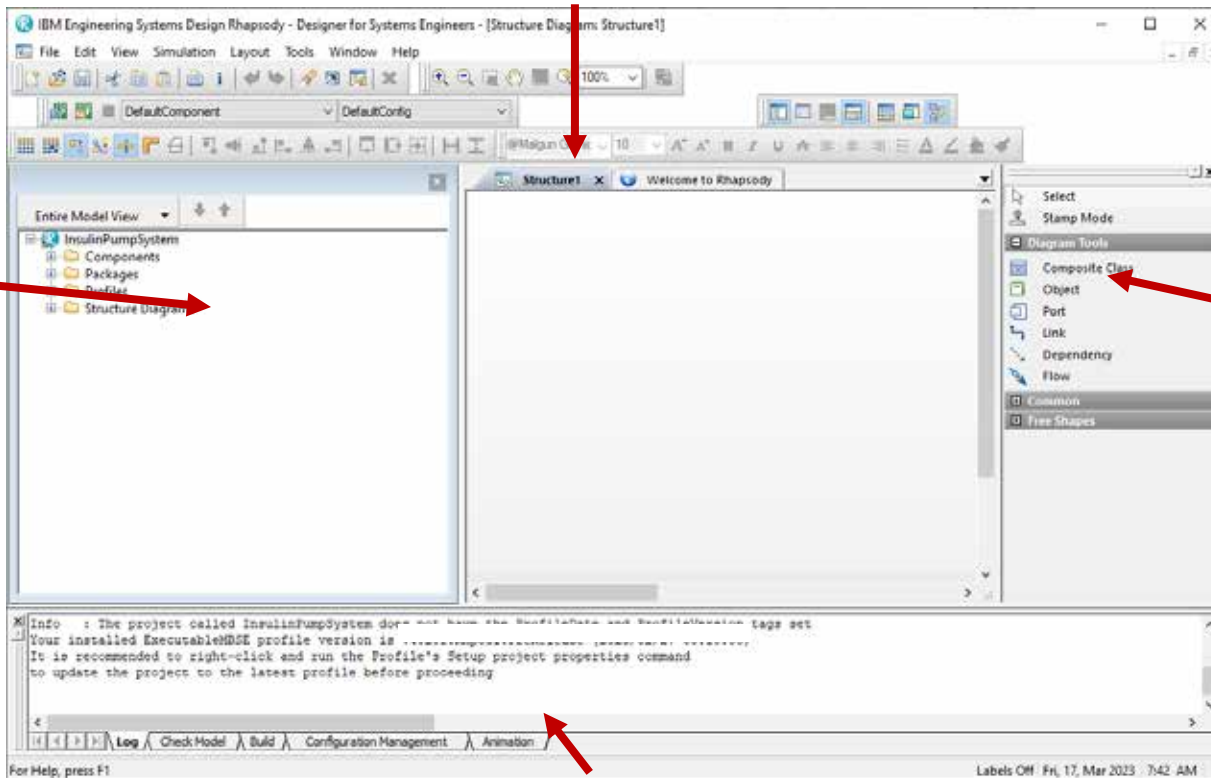 IBM Engineering Systems Design Rhapsody - Designer for Systems Engineers - [Structure Diagram: Structure1]
File Edit View Simulation Layout Tools Window Help
100%
DefaultComponent DefaultConfig
10
Structure1 x Welcome to Rhapsody
Entire Model View
InsulinPumpSystem
Components
Packages
Profiles
Structure Diagrams
Select
Stamp Mode
Diagram Tools
Composite Class
Object
Port
Link
Dependency
Flow
Common
Free Shapes
Info : The project called InsulinPumpSystem does not have the ProfileDate and ProfileVersion tags set
Your installed ExecutableMBSE profile version is
It is recommended to right-click and run the Profile's Setup project properties command
to update the project to the latest profile before proceeding
Log Check Model Build Configuration Management Animation
For Help, press F1 Labels Off Fri, 17, Mar 2023 7:42 AM